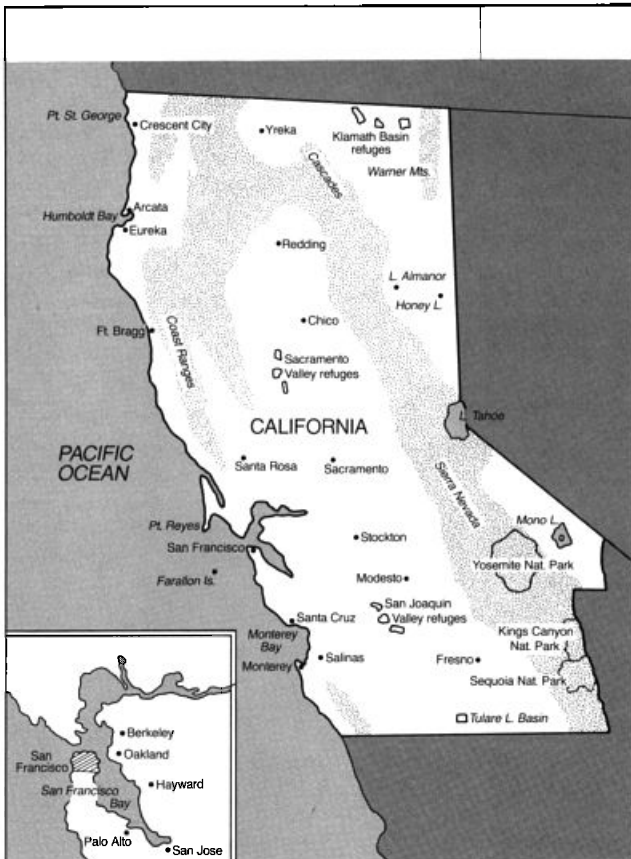 Pt. St. George
Crescent City
Yreka
Klamath Basin
refuges
Cascades
Warner Mts.
Arcata
Humboldt Bay
Eureka
Redding
L. Almanor
Honey L.
Ft. Bragg
Chico
Coast Ranges
Sacramento
Valley refuges
CALIFORNIA
L. Tahoe
PACIFIC
OCEAN
Santa Rosa
Sacramento
Sierra Nevada
Pt. Reyes
San Francisco
Stockton
Mono L.
Yosemite Nat. Park
Farallon Is.
Modesto
San Joaquin
Valley refuges
Santa Cruz
Monterey
Bay
Kings Canyon
Nat. Park
Monterey
Salinas
Fresno
Sequoia Nat. Park
Tulare L. Basin
Berkeley
Oakland
San
Francisco
Hayward
San Francisco
Bay
Palo Alto
San Jose